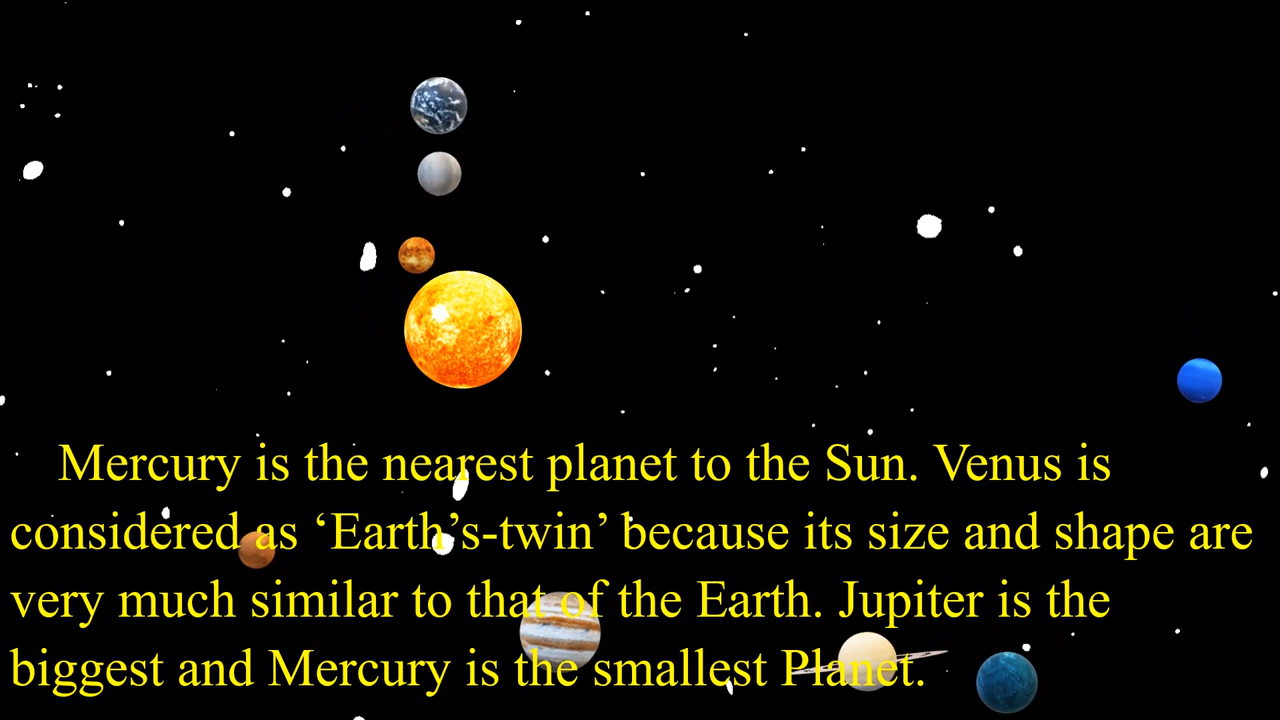 Mercury is the nearest planet to the Sun. Venus is
considered as ‘Earth’s-twin’ because its size and shape are
very much similar to that of the Earth. Jupiter is the
biggest and Mercury is the smallest Planet.